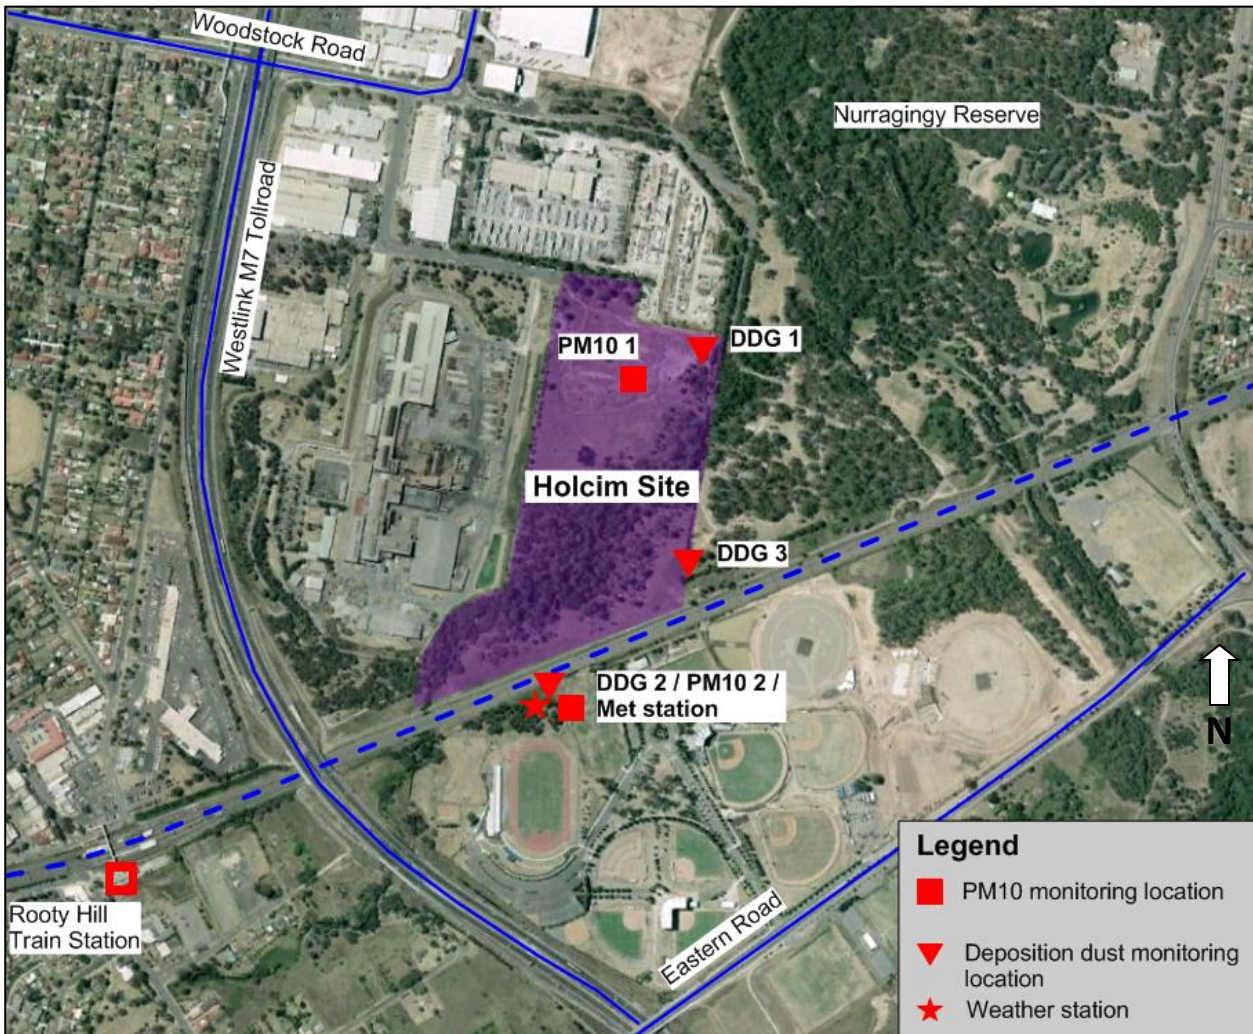 Woodstock Road
Nurragingy Reserve
Westlink M7 Tollroad
DDG 1
PM10 1
Holcim Site
DDG 3
DDG 2 / PM10 2 /
Met station
N
Rooty Hill
Train Station
Eastern Road
Legend
PM10 monitoring location
Deposition dust monitoring
location
Weather station